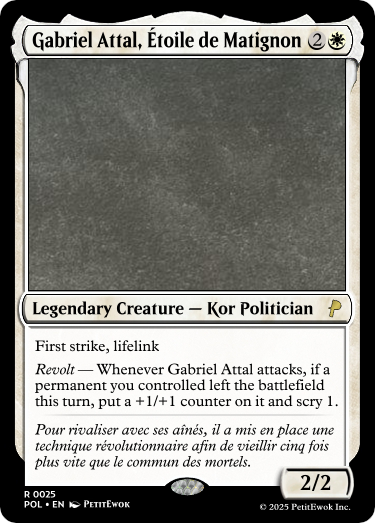 Gabriel Attal, Étoile de Matignon 2
Legendary Creature — Kor Politician
First strike, lifelink
Revolt — Whenever Gabriel Attal attacks, if a
permanent you controlled left the battlefield
this turn, put a +1/+1 counter on it and scry 1.
Pour rivaliser avec ses aînés, il a mis en place une
technique révolutionnaire afin de vieillir cinq fois
plus vite que le commun des mortels.
2/2
R 0025
POL • EN PetitEwok
© 2025 PetitEwok Inc.